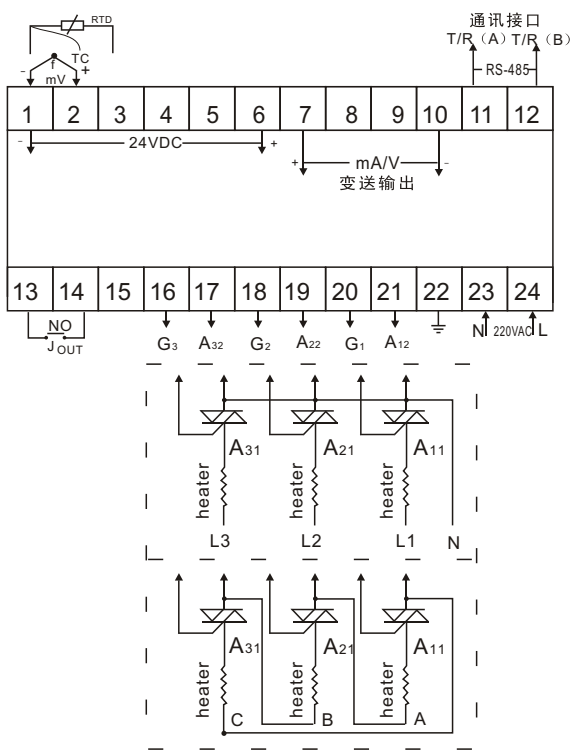 RTD
通讯接口
T/R（A） T/R（B）
TC
- f +
mV
RS-485
1 2 3 4 5 6 7 8 9 10 11 12
- 24VDC +
+ mA/V -
变送输出
13 14 15 16 17 18 19 20 21 22 23 24
NO
JOUT
G3 A32 G2 A22 G1 A12
N 220VAC L
A31 A21 A11
heater heater heater
L3 L2 L1 N
A31 A21 A11
heater heater heater
C B A